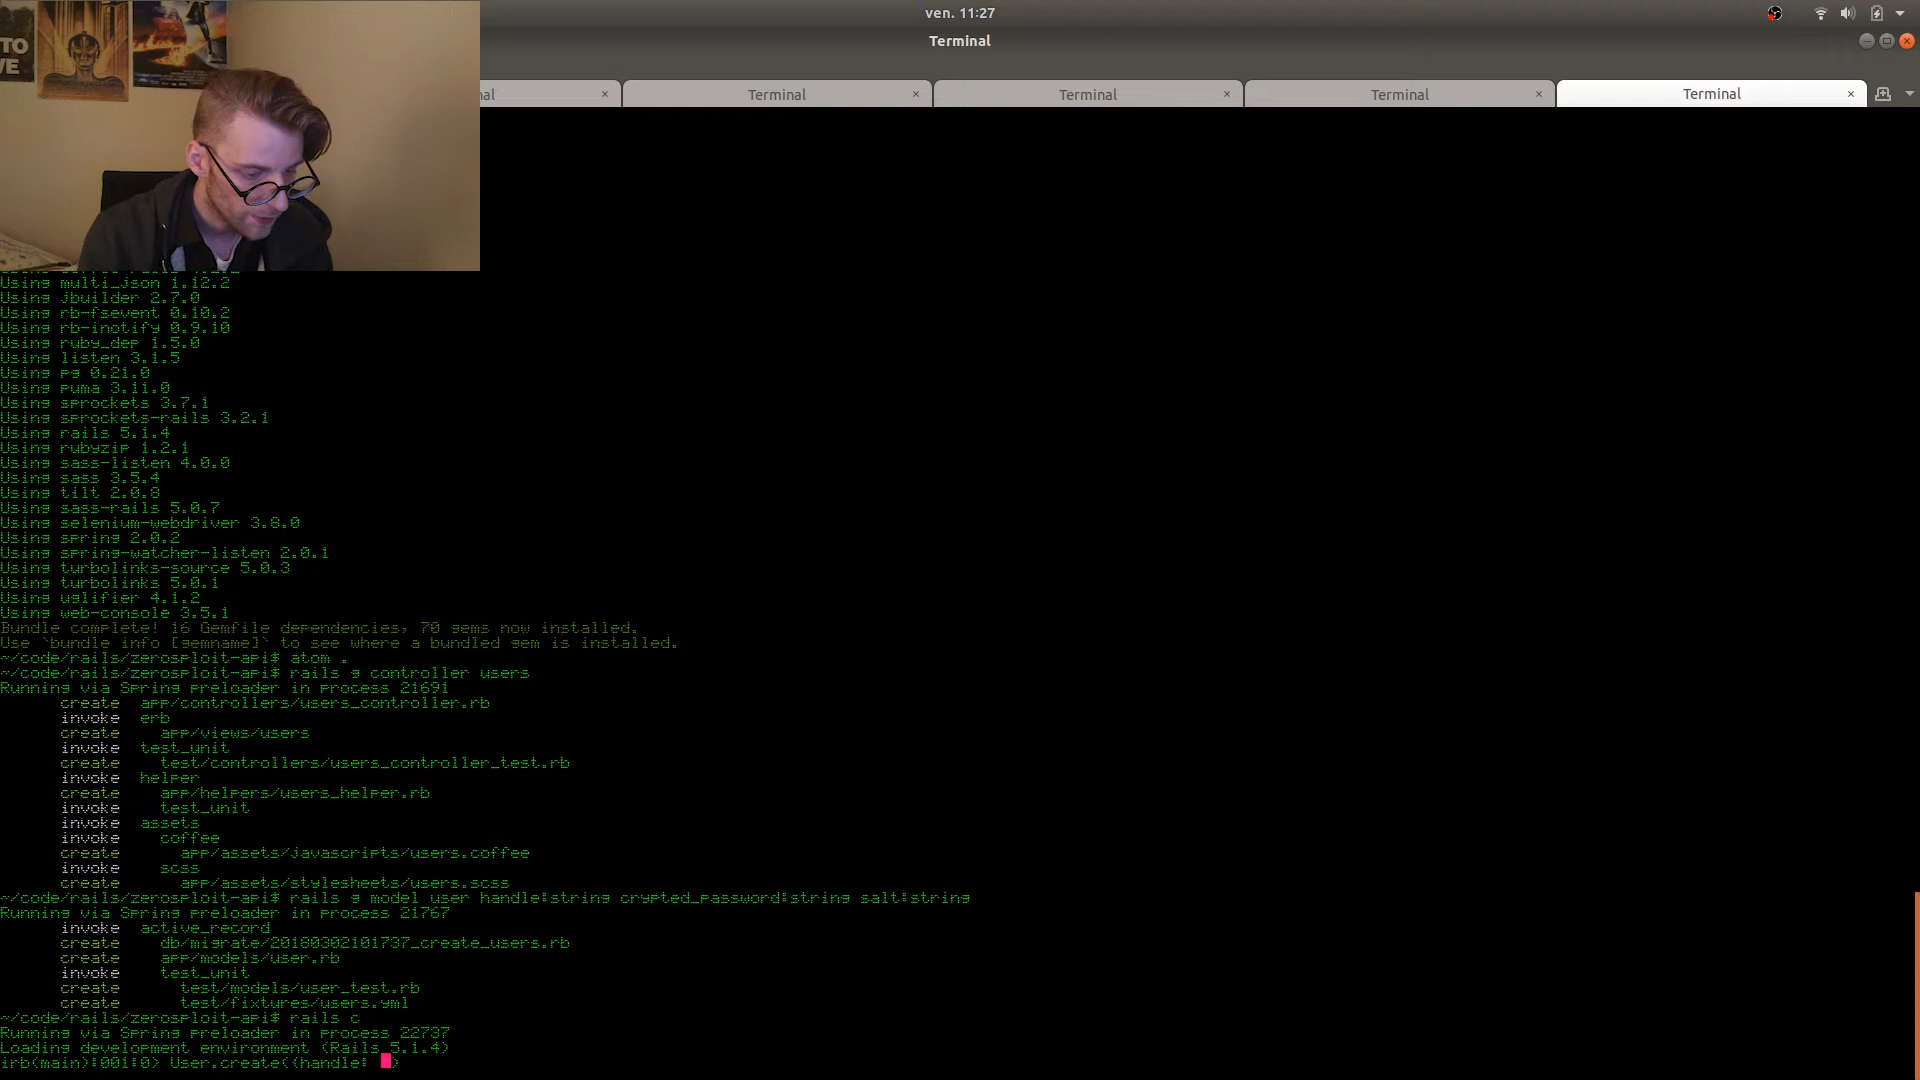 ven. 11:27
Terminal
Terminal
Terminal
Terminal
Terminal
TO
Using multi_json 1.12.2
Using jbuilder 2.7.0
Using rb-fsevent 0.10.2
Using rb-inotify 0.9.10
Using ruby_dep 1.5.0
Using listen 3.1.5
Using pg 0.21.0
Using puma 3.11.0
Using sprockets 3.7.1
Using sprockets-rails 3.2.1
Using rails 5.1.4
Using rubyzip 1.2.1
Using sass-listen 4.0.0
Using sass 3.5.4
Using tilt 2.0.8
Using sass-rails 5.0.7
Using selenium-webdriver 3.8.0
Using spring 2.0.2
Using spring-watcher-listen 2.0.1
Using turbolinks-source 5.0.3
Using turbolinks 5.0.1
Using uglifier 4.1.2
Using web-console 3.5.1
Bundle complete! 16 Gemfile dependencies, 70 gems now installed.
Use `bundle info [gemname]` to see where a bundled gem is installed.
~/code/rails/zerosploit-api$ atom .
~/code/rails/zerosploit-api$ rails g controller users
Running via Spring preloader in process 21691
create app/controllers/users_controller.rb
invoke erb
create app/views/users
invoke test_unit
create test/controllers/users_controller_test.rb
invoke helper
create app/helpers/users_helper.rb
invoke test_unit
invoke assets
invoke coffee
create app/assets/javascripts/users.coffee
invoke scss
create app/assets/stylesheets/users.scss
~/code/rails/zerosploit-api$ rails g model user handle:string crypted_password:string salt:string
Running via Spring preloader in process 21767
invoke active_record
create db/migrate/20180302101737_create_users.rb
create app/models/user.rb
invoke test_unit
create test/models/user_test.rb
create test/fixtures/users.yml
~/code/rails/zerosploit-api$ rails c
Running via Spring preloader in process 22737
Loading development environment (Rails 5.1.4)
irb(main):001:0> User.create({handle: )